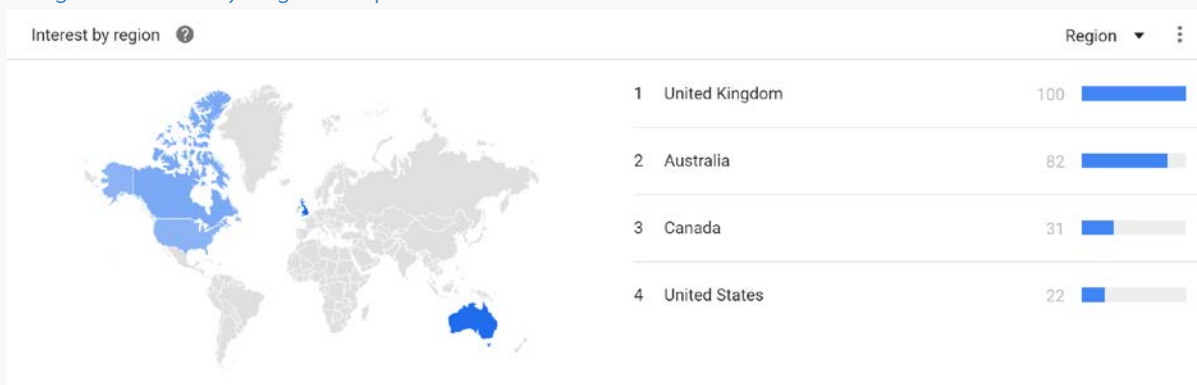 Interest by region
Region
1 United Kingdom 100
2 Australia 82
3 Canada 31
4 United States 22